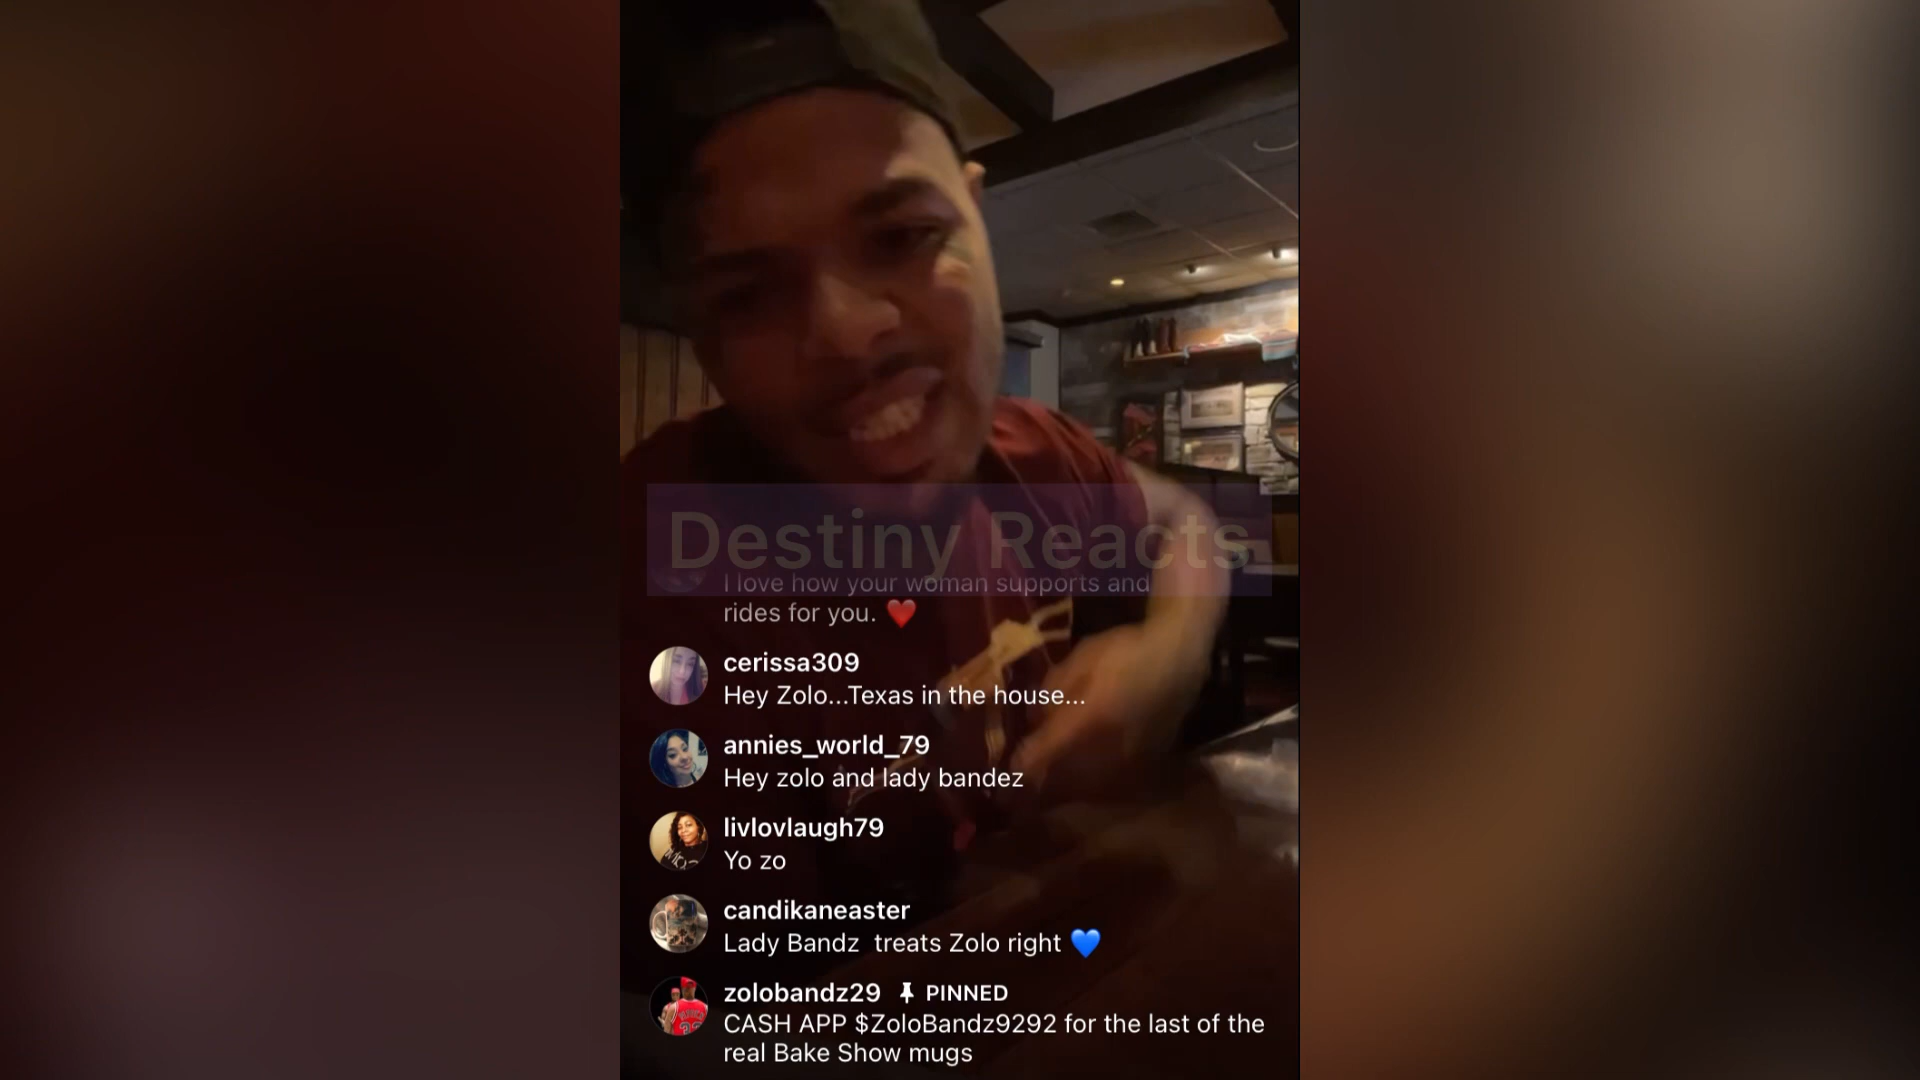 Destiny Reacts
I love how your woman supports and
rides for you. ❤️
cerissa309
Hey Zolo...Texas in the house...
annies_world_79
Hey zolo and lady bandez
livlovlaugh79
Yo zo
candikaneaster
Lady Bandz treats Zolo right 💙
zolobandz29 PINNED
CASH APP $ZoloBandz9292 for the last of the
real Bake Show mugs